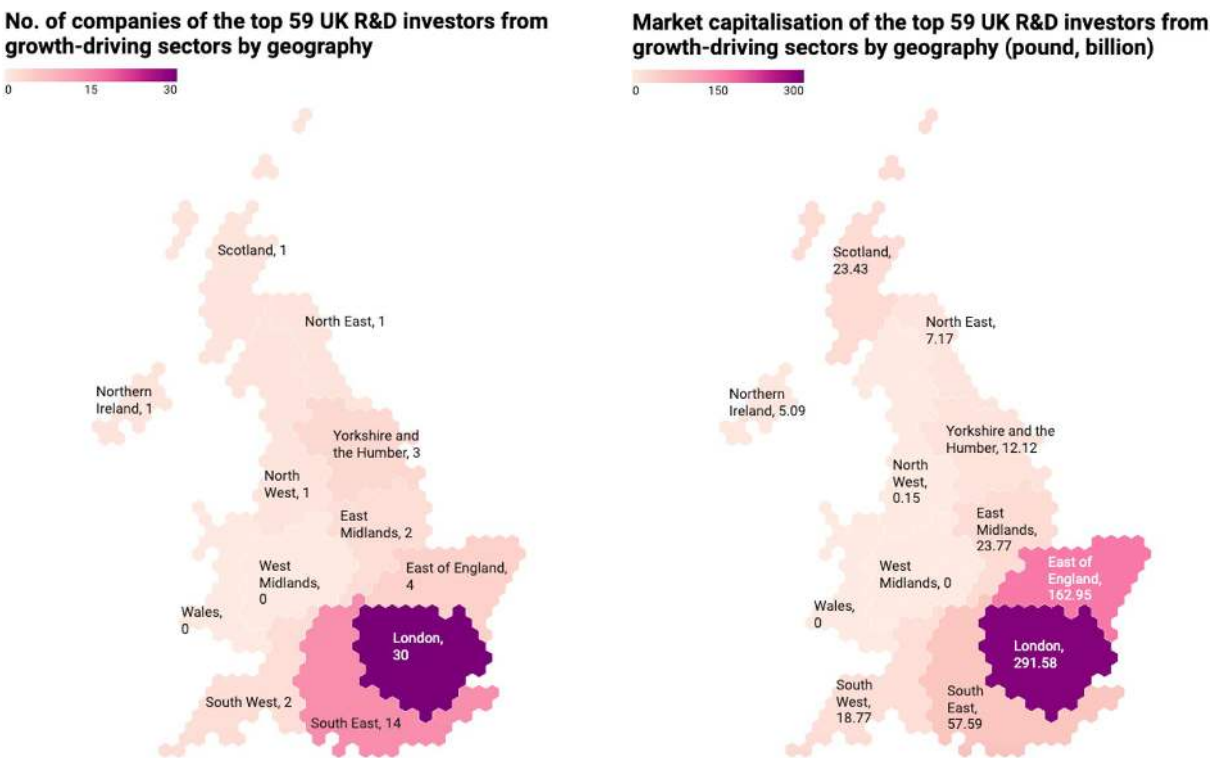 No. of companies of the top 59 UK R&D investors from
growth-driving sectors by geography
0 15 30
Scotland, 1
North East, 1
Northern
Ireland, 1
Yorkshire and
the Humber, 3
North
West, 1
East
Midlands, 2
West
Midlands,
0
East of England,
4
Wales,
0
London,
30
South West, 2
South East, 14
Market capitalisation of the top 59 UK R&D investors from
growth-driving sectors by geography (pound, billion)
0 150 300
Scotland,
23.43
North East,
7.17
Northern
Ireland, 5.09
Yorkshire and the
Humber, 12.12
North
West,
0.15
East
Midlands,
23.77
West
Midlands, 0
East of
England,
162.95
Wales,
0
London,
291.58
South
West,
18.77
South
East,
57.59